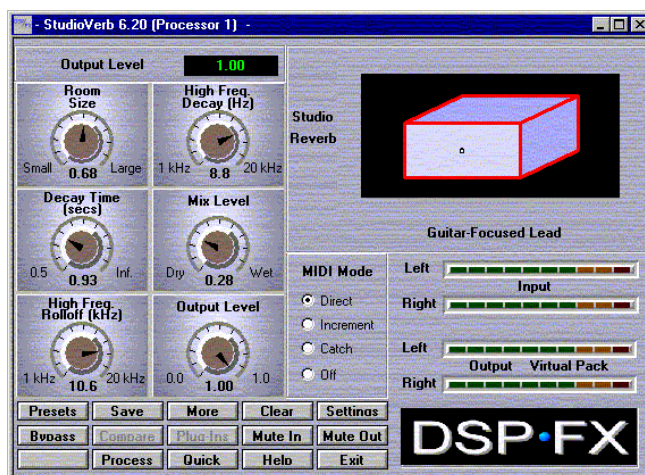 - StudioVerb 6.20 (Processor 1) -
Output Level 1.00
Room Size
Small Large
0.68
High Freq. Decay (Hz)
1 kHz 20 kHz
8.8
Decay Time (secs)
0.5 Inf.
0.93
Mix Level
Dry Wet
0.28
High Freq. Rolloff (kHz)
1 kHz 20 kHz
10.6
Output Level
0.0 1.0
1.00
Studio
Reverb
Guitar-Focused Lead
MIDI Mode
Direct
Increment
Catch
Off
Left
Input
Right
Left
Output Virtual Pack
Right
Presets Save More Clear Settings
Bypass Compare Plug-Ins Mute In Mute Out
Process Quick Help Exit
DSP•FX